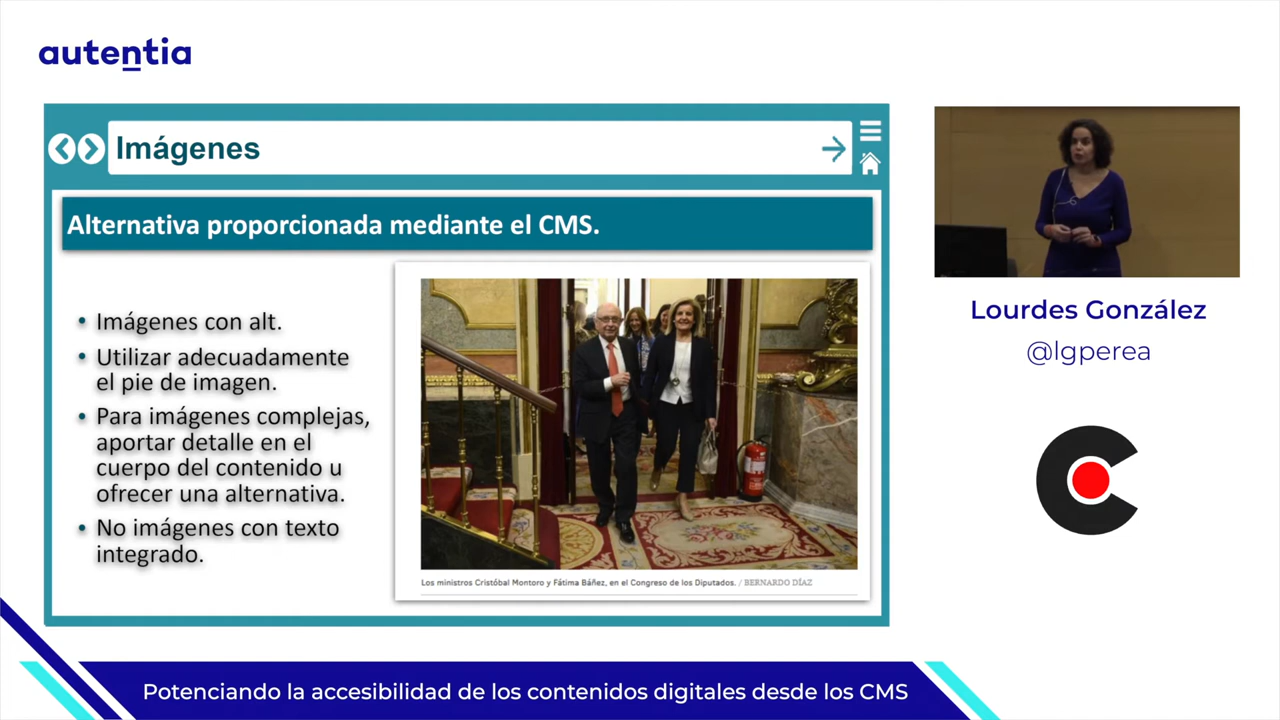 autentia
Imágenes
Alternativa proporcionada mediante el CMS.
• Imágenes con alt.
• Utilizar adecuadamente
el pie de imagen.
• Para imágenes complejas,
aportar detalle en el
cuerpo del contenido u
ofrecer una alternativa.
• No imágenes con texto
integrado.
Los ministros Cristóbal Montoro y Fátima Báñez, en el Congreso de los Diputados. / BERNARDO DÍAZ
Lourdes González
@lgperea
Potenciando la accesibilidad de los contenidos digitales desde los CMS